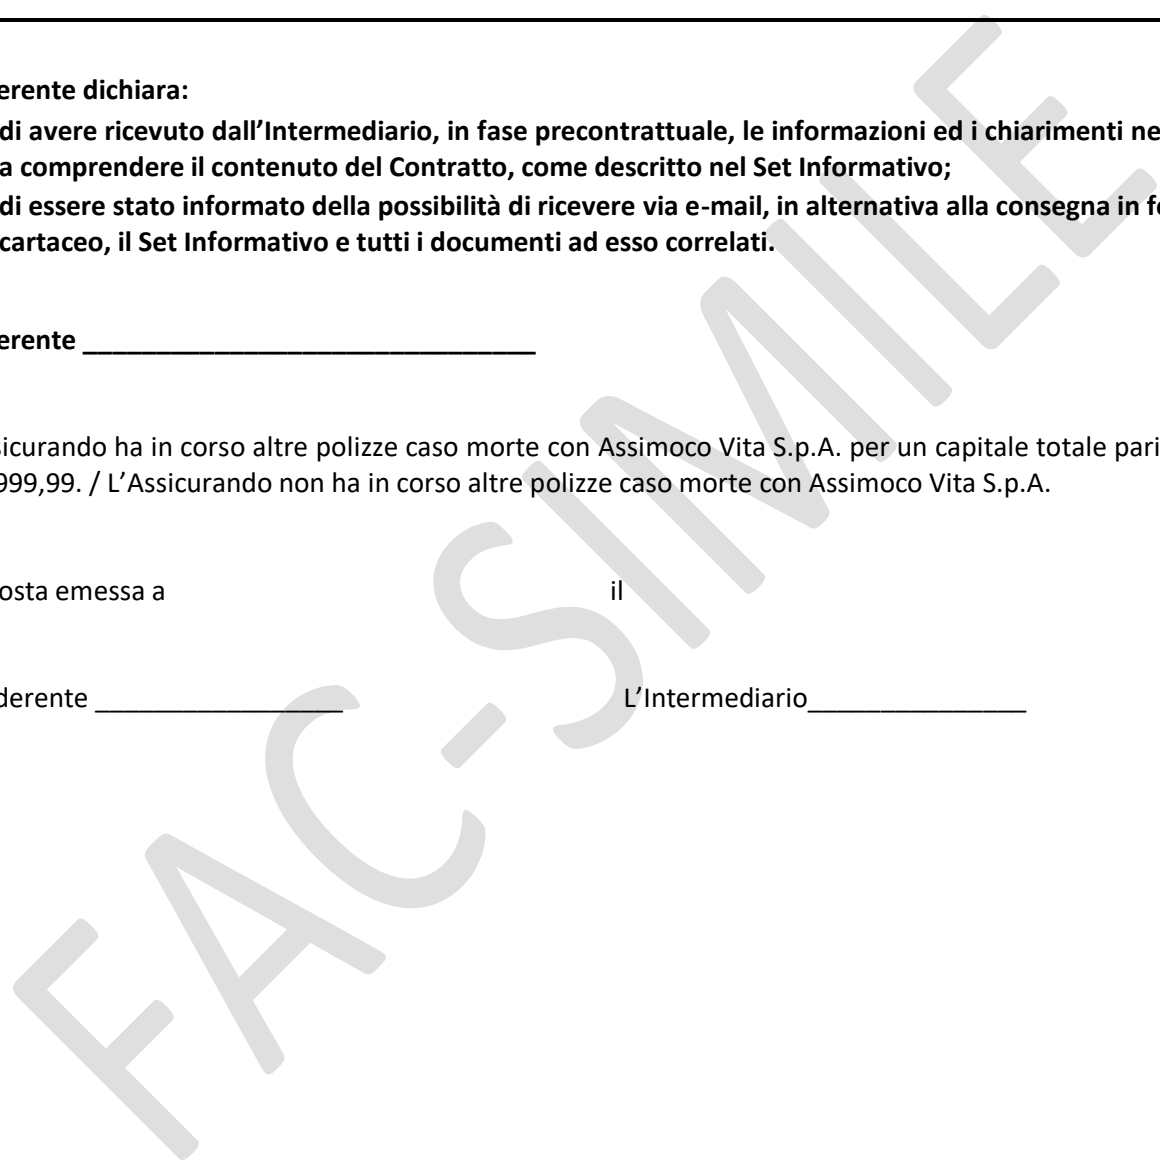 erente dichiara:
di avere ricevuto dall’Intermediario, in fase precontrattuale, le informazioni ed i chiarimenti ne
a comprendere il contenuto del Contratto, come descritto nel Set Informativo;
di essere stato informato della possibilità di ricevere via e-mail, in alternativa alla consegna in fo
cartaceo, il Set Informativo e tutti i documenti ad esso correlati.
erente _______________________________
sicurando ha in corso altre polizze caso morte con Assimoco Vita S.p.A. per un capitale totale pari
999,99. / L’Assicurando non ha in corso altre polizze caso morte con Assimoco Vita S.p.A.
osta emessa a il
derente _________________ L’Intermediario_______________
FAC-SIMILE